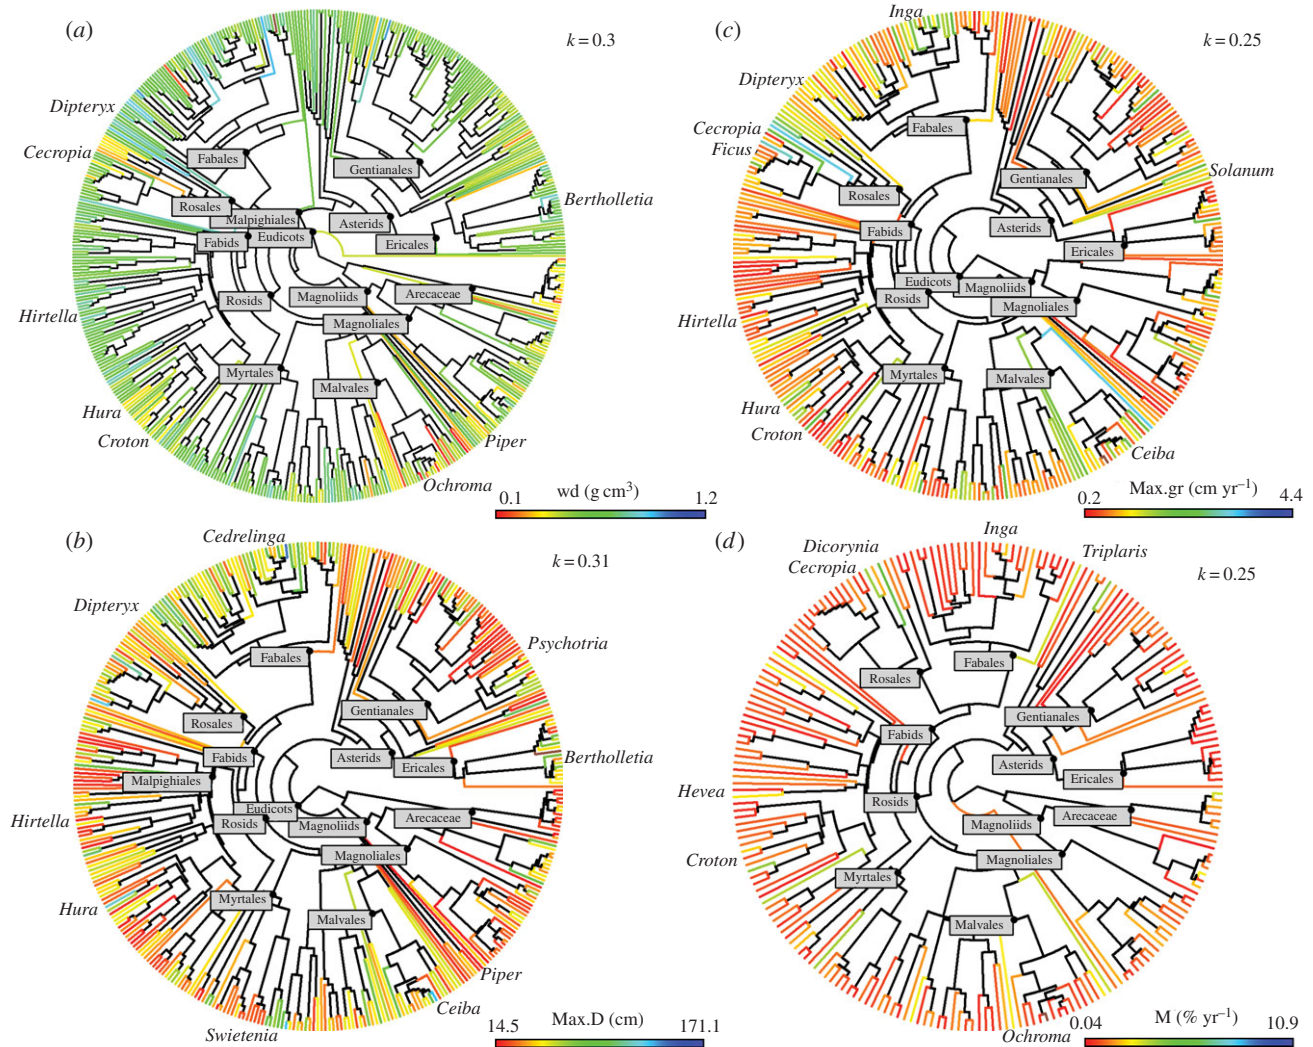 (a)
k = 0.3
Dipteryx
Cecropia
Bertholletia
Hirtella
Hura
Croton
Piper
Ochroma
Fabales
Gentianales
Rosales
Malpighiales
Asterids
Fabids
Eudicots
Ericales
Rosids
Magnoliids
Arecaceae
Magnoliales
Myrtales
Malvales
0.1 wd (g cm³) 1.2
(c)
Inga
k = 0.25
Dipteryx
Cecropia
Ficus
Solanum
Hirtella
Hura
Croton
Ceiba
Fabales
Gentianales
Rosales
Asterids
Fabids
Ericales
Eudicots
Magnoliids
Rosids
Magnoliales
Myrtales
Malvales
0.2 Max.gr (cm yr⁻¹) 4.4
(b)
Cedrelinga
k = 0.31
Dipteryx
Psychotria
Bertholletia
Hirtella
Hura
Piper
Ceiba
Swietenia
Fabales
Rosales
Gentianales
Fabids
Asterids
Ericales
Malpighiales
Eudicots
Rosids
Magnoliids
Arecaceae
Magnoliales
Myrtales
Malvales
14.5 Max.D (cm) 171.1
(d)
Inga
Dicorynia
Triplaris
Cecropia
k = 0.25
Hevea
Croton
Ochroma
Fabales
Rosales
Gentianales
Fabids
Asterids
Ericales
Rosids
Magnoliids
Arecaceae
Magnoliales
Myrtales
Malvales
0.04 M (% yr⁻¹) 10.9